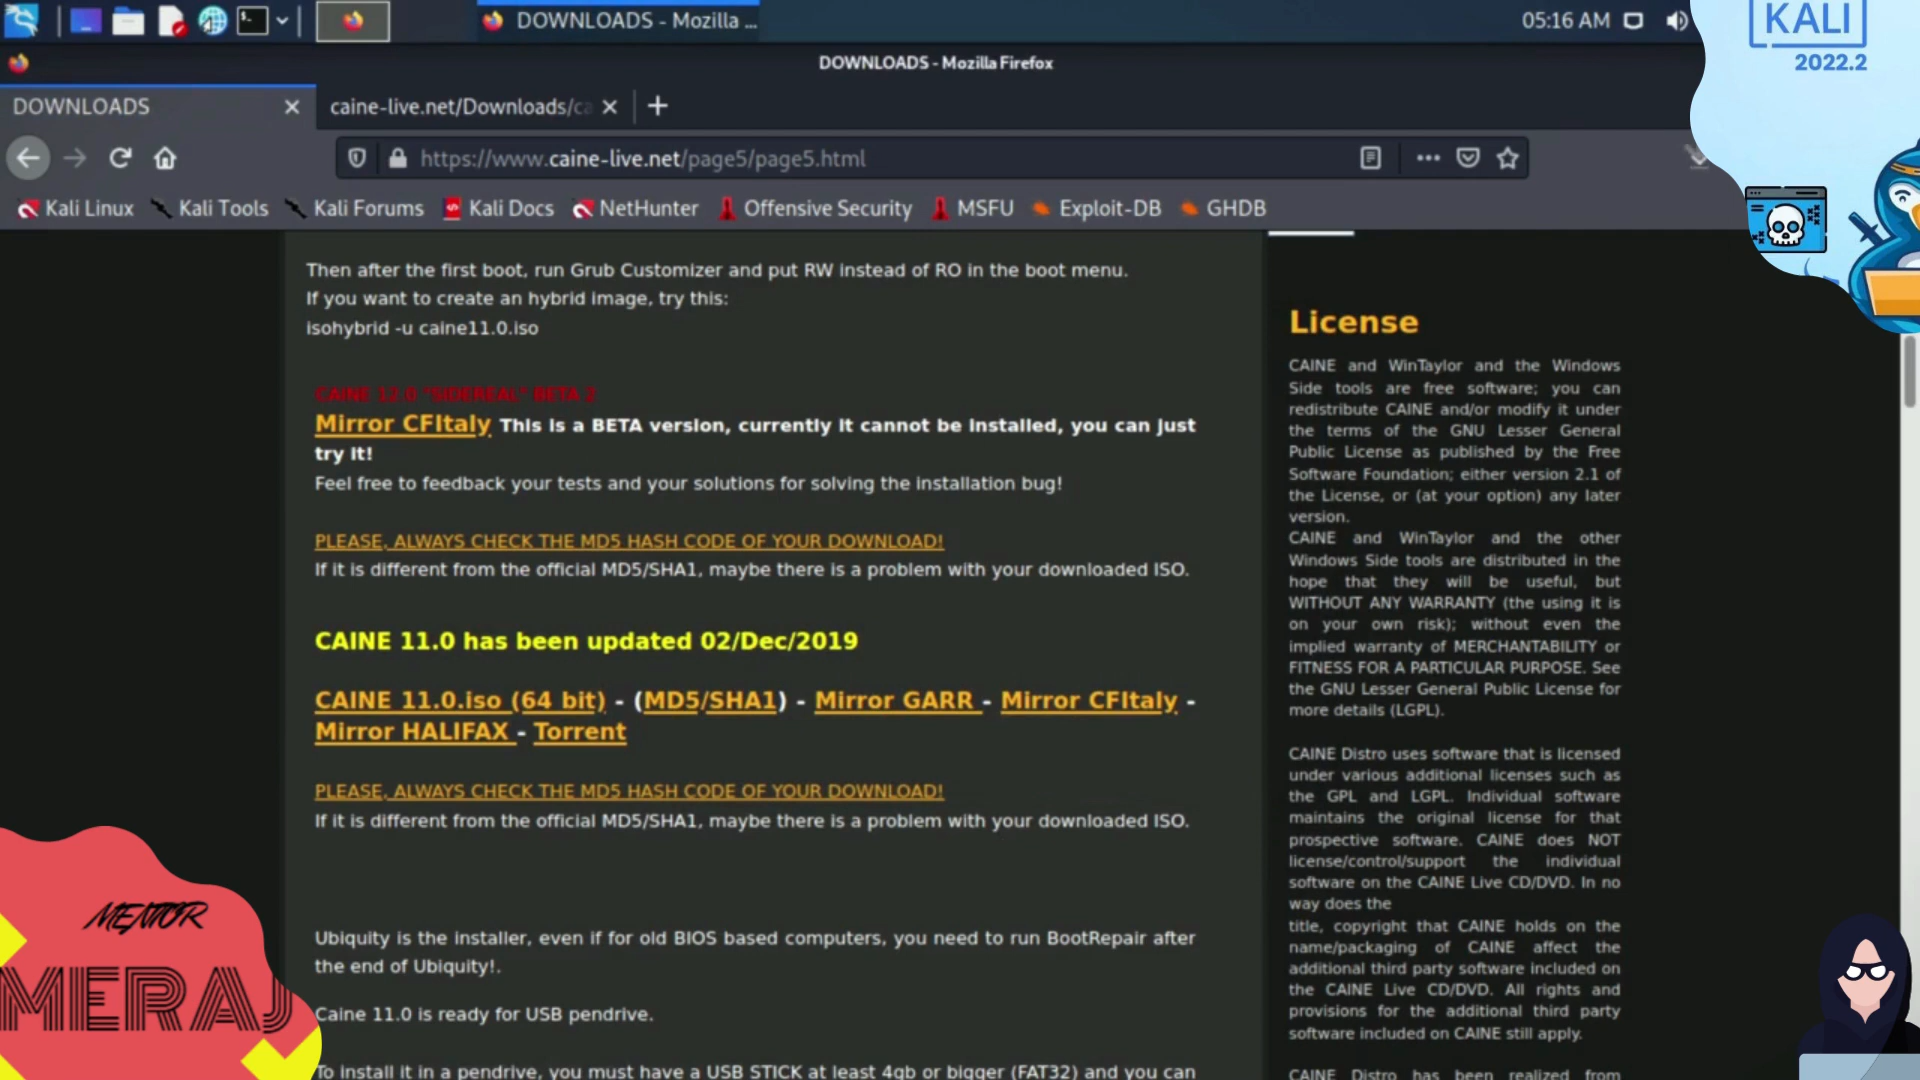 DOWNLOADS - Mozilla ...
05:16 AM
KALI
2022.2
DOWNLOADS - Mozilla Firefox
DOWNLOADS
caine-live.net/Downloads/ca
https://www.caine-live.net/page5/page5.html
Kali Linux Kali Tools Kali Forums Kali Docs NetHunter Offensive Security MSFU Exploit-DB GHDB
Then after the first boot, run Grub Customizer and put RW instead of RO in the boot menu.
If you want to create an hybrid image, try this:
isohybrid -u caine11.0.iso
CAINE 12.0 "SIDEREAL" BETA 2
Mirror CFItaly This is a BETA version, currently it cannot be installed, you can just
try it!
Feel free to feedback your tests and your solutions for solving the installation bug!
PLEASE, ALWAYS CHECK THE MD5 HASH CODE OF YOUR DOWNLOAD!
If it is different from the official MD5/SHA1, maybe there is a problem with your downloaded ISO.
CAINE 11.0 has been updated 02/Dec/2019
CAINE 11.0.iso (64 bit) - (MD5/SHA1) - Mirror GARR - Mirror CFItaly -
Mirror HALIFAX - Torrent
PLEASE, ALWAYS CHECK THE MD5 HASH CODE OF YOUR DOWNLOAD!
If it is different from the official MD5/SHA1, maybe there is a problem with your downloaded ISO.
Ubiquity is the installer, even if for old BIOS based computers, you need to run BootRepair after
the end of Ubiquity!.
Caine 11.0 is ready for USB pendrive.
To install it in a pendrive, you must have a USB STICK at least 4gb or bigger (FAT32) and you can
License
CAINE and WinTaylor and the Windows
Side tools are free software; you can
redistribute CAINE and/or modify it under
the terms of the GNU Lesser General
Public License as published by the Free
Software Foundation; either version 2.1 of
the License, or (at your option) any later
version.
CAINE and WinTaylor and the other
Windows Side tools are distributed in the
hope that they will be useful, but
WITHOUT ANY WARRANTY (the using it is
on your own risk); without even the
implied warranty of MERCHANTABILITY or
FITNESS FOR A PARTICULAR PURPOSE. See
the GNU Lesser General Public License for
more details (LGPL).
CAINE Distro uses software that is licensed
under various additional licenses such as
the GPL and LGPL. Individual software
maintains the original license for that
prospective software. CAINE does NOT
license/control/support the individual
software on the CAINE Live CD/DVD. In no
way does the
title, copyright that CAINE holds on the
name/packaging of CAINE affect the
additional third party software included on
the CAINE Live CD/DVD. All rights and
provisions for the additional third party
software included on CAINE still apply.
CAINE Distro has been realized from
MENTOR
MERAJ